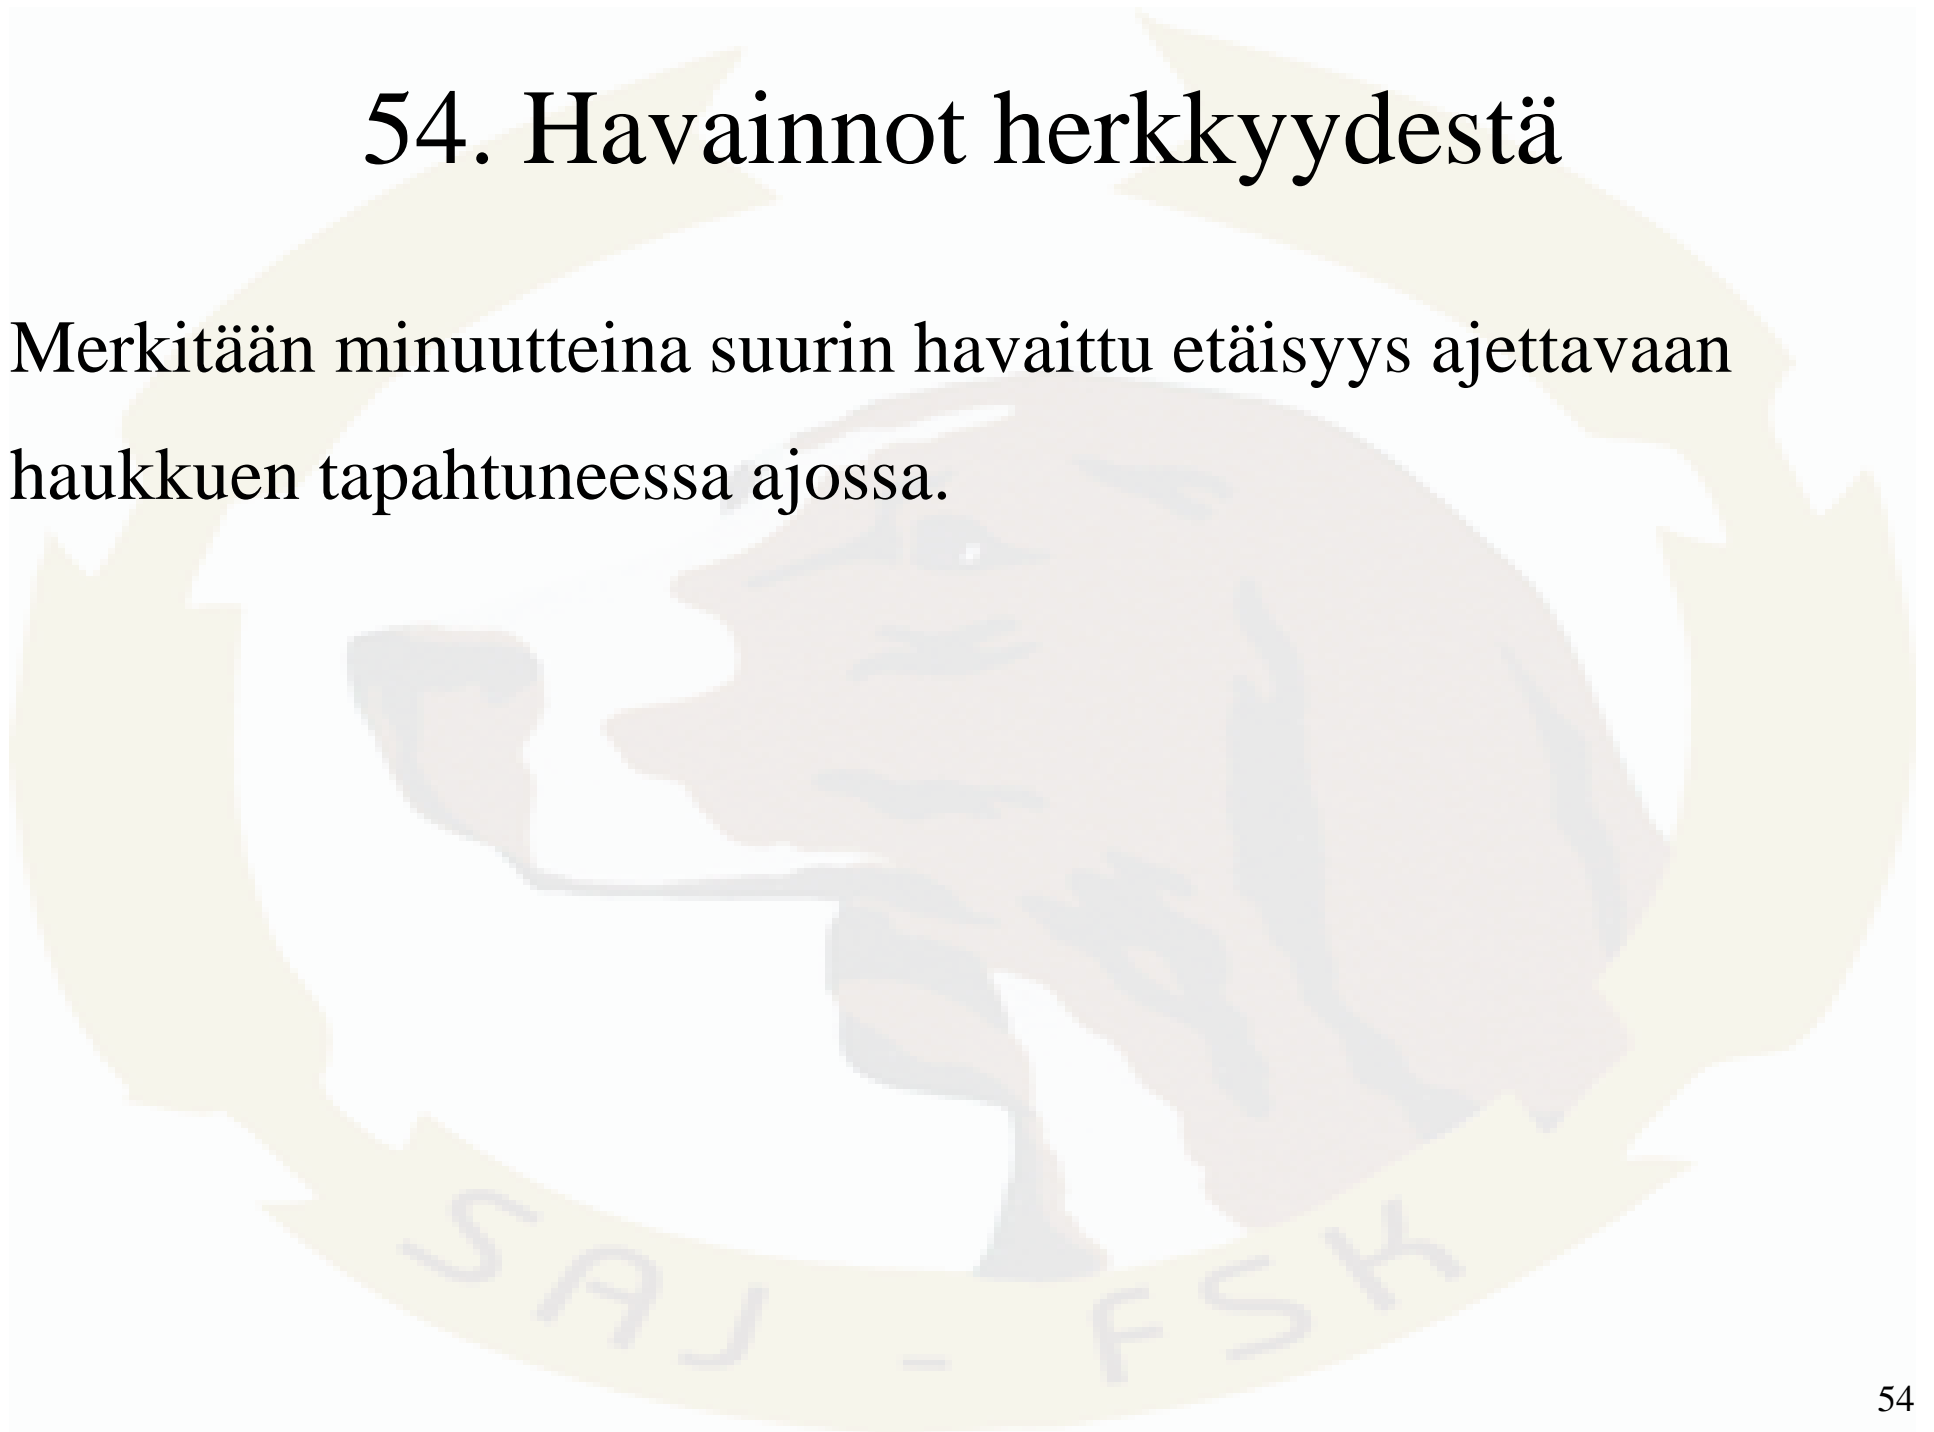 54. Havainnot herkkyydestä
Merkitään minuutteina suurin havaittu etäisyys ajettavaan
haukkuen tapahtuneessa ajossa.
SAJ - FSK
54